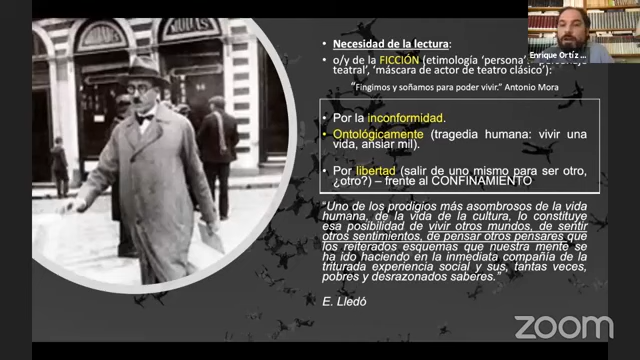 MODAS
• Necesidad de la lectura:
• o/y de la FICCIÓN (etimología 'persona':
teatral', 'máscara de actor de teatro clásico'):
"Fingimos y soñamos para poder vivir." Antonio Mora
• Por la inconformidad.
• Ontológicamente (tragedia humana: vivir una
vida, ansiar mil).
• Por libertad (salir de uno mismo para ser otro,
¿otro?) – frente al CONFINAMIENTO
"Uno de los prodigios más asombrosos de la vida
humana, de la vida de la cultura, lo constituye
esa posibilidad de vivir otros mundos, de sentir
otros sentimientos, de pensar otros pensares que
los reiterados esquemas que nuestra mente se
ha ido haciendo en la inmediata compañía de la
triturada experiencia social y sus, tantas veces,
pobres y desrazonados saberes."
E. Lledó
Enrique Ortíz ...
zoom